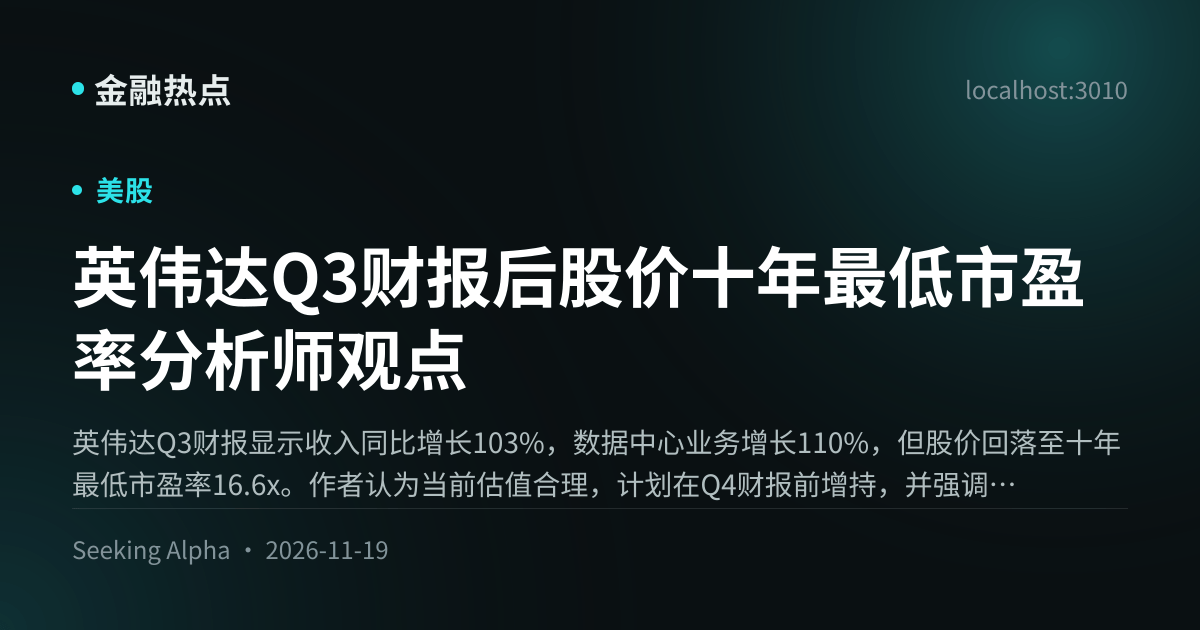 金融热点
localhost:3010
美股
英伟达Q3财报后股价十年最低市盈
率分析师观点
英伟达Q3财报显示收入同比增长103%，数据中心业务增长110%，但股价回落至十年
最低市盈率16.6x。作者认为当前估值合理，计划在Q4财报前增持，并强调…
Seeking Alpha · 2026-11-19